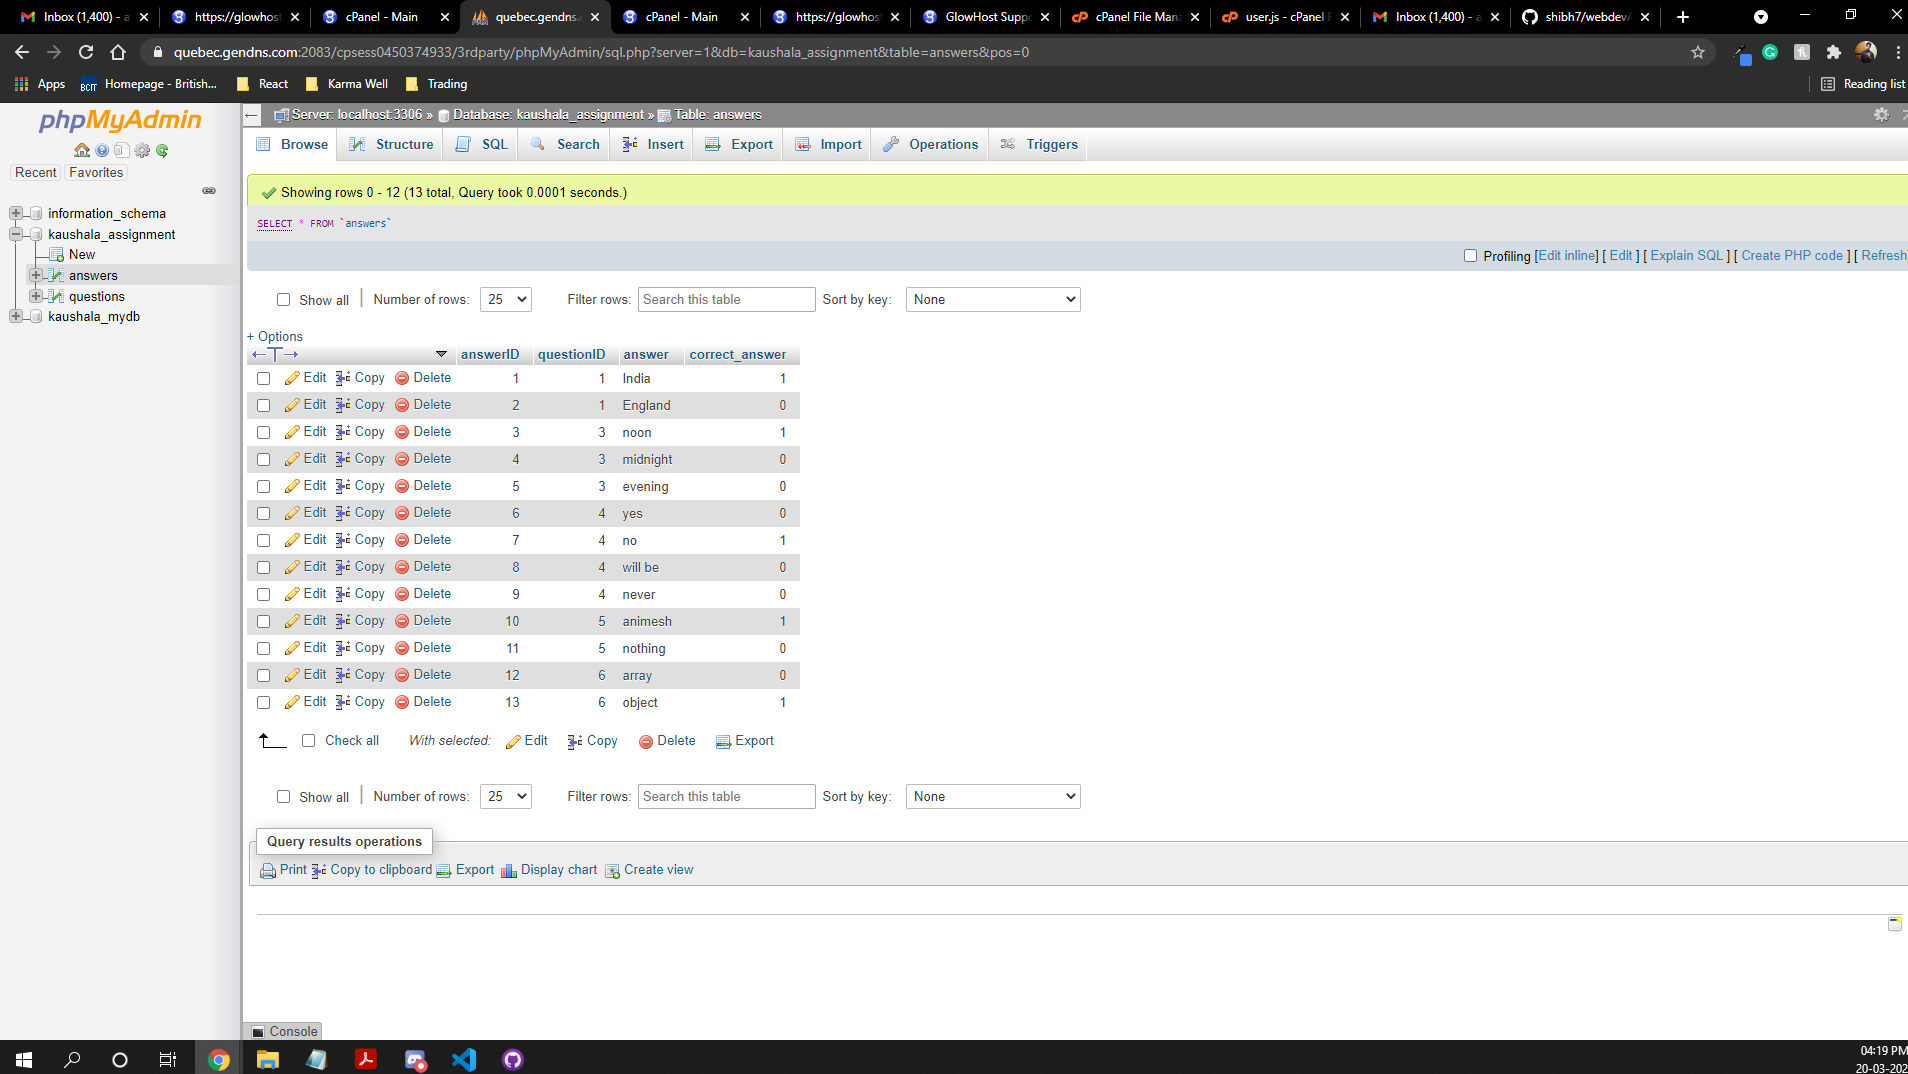 Inbox (1,400) - a
https://glowhost
cPanel - Main
quebec.gendns.
cPanel - Main
https://glowhost
GlowHost Suppo
cPanel File Mana
user.js - cPanel F
Inbox (1,400) - a
shibh7/webdevA
quebec.gendns.com:2083/cpsess0450374933/3rdparty/phpMyAdmin/sql.php?server=1&db=kaushala_assignment&table=answers&pos=0
Apps
BCIT Homepage - British...
React
Karma Well
Trading
Reading list
phpMyAdmin
Recent Favorites
information_schema
kaushala_assignment
New
answers
questions
kaushala_mydb
Server: localhost:3306 » Database: kaushala_assignment » Table: answers
Browse Structure SQL Search Insert Export Import Operations Triggers
Showing rows 0 - 12 (13 total, Query took 0.0001 seconds.)
SELECT * FROM `answers`
Profiling [Edit inline] [ Edit ] [ Explain SQL ] [ Create PHP code ] [ Refresh
Show all Number of rows: 25 Filter rows: Search this table Sort by key: None
+ Options
←T→ answerID questionID answer correct_answer
Edit Copy Delete 1 1 India 1
Edit Copy Delete 2 1 England 0
Edit Copy Delete 3 3 noon 1
Edit Copy Delete 4 3 midnight 0
Edit Copy Delete 5 3 evening 0
Edit Copy Delete 6 4 yes 0
Edit Copy Delete 7 4 no 1
Edit Copy Delete 8 4 will be 0
Edit Copy Delete 9 4 never 0
Edit Copy Delete 10 5 animesh 1
Edit Copy Delete 11 5 nothing 0
Edit Copy Delete 12 6 array 0
Edit Copy Delete 13 6 object 1
Check all With selected: Edit Copy Delete Export
Show all Number of rows: 25 Filter rows: Search this table Sort by key: None
Query results operations
Print Copy to clipboard Export Display chart Create view
Console
04:19 PM
20-03-202